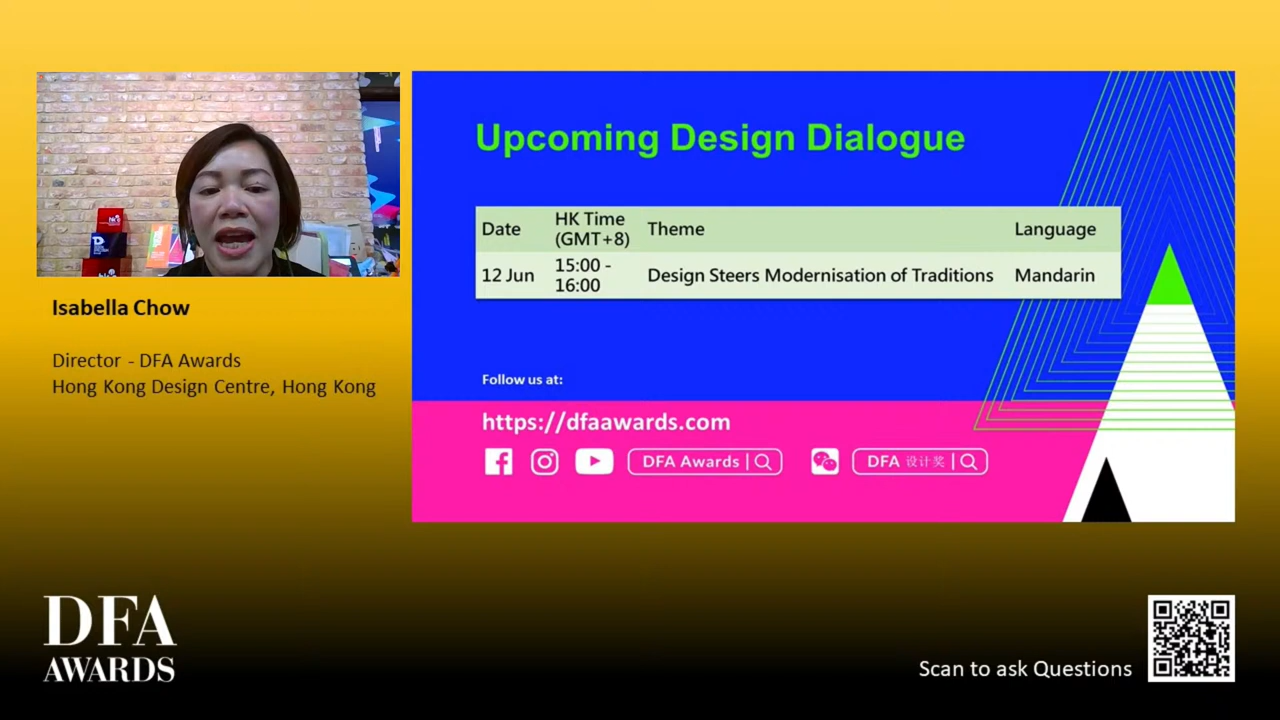 Isabella Chow
Director - DFA Awards
Hong Kong Design Centre, Hong Kong
Upcoming Design Dialogue
Date
HK Time
(GMT+8)
Theme
Language
12 Jun
15:00 -
16:00
Design Steers Modernisation of Traditions
Mandarin
Follow us at:
https://dfaawards.com
DFA Awards
DFA 设计奖
DFA
AWARDS
Scan to ask Questions